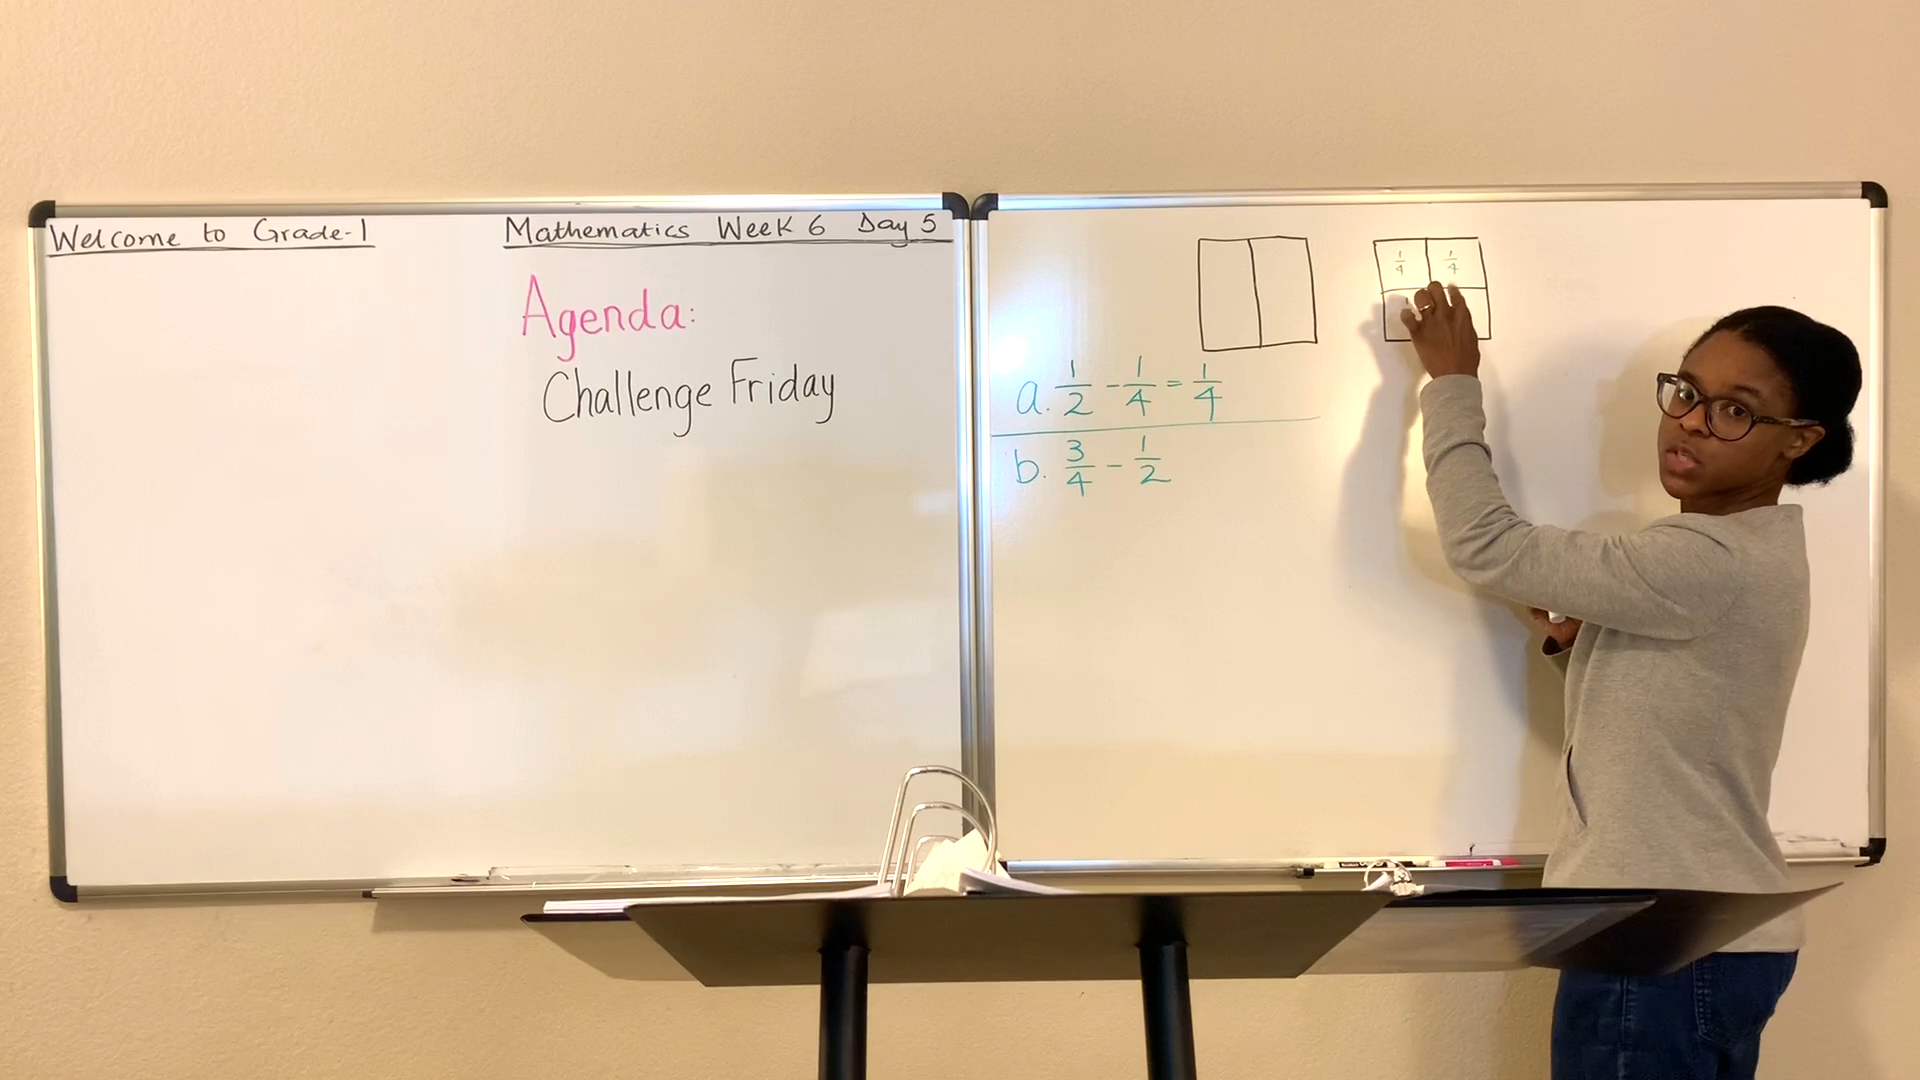 Welcome to Grade-1
Mathematics Week 6 Day 5
Agenda:
Challenge Friday
1/4 1/4
a. 1/2 - 1/4 = 1/4
b. 3/4 - 1/2